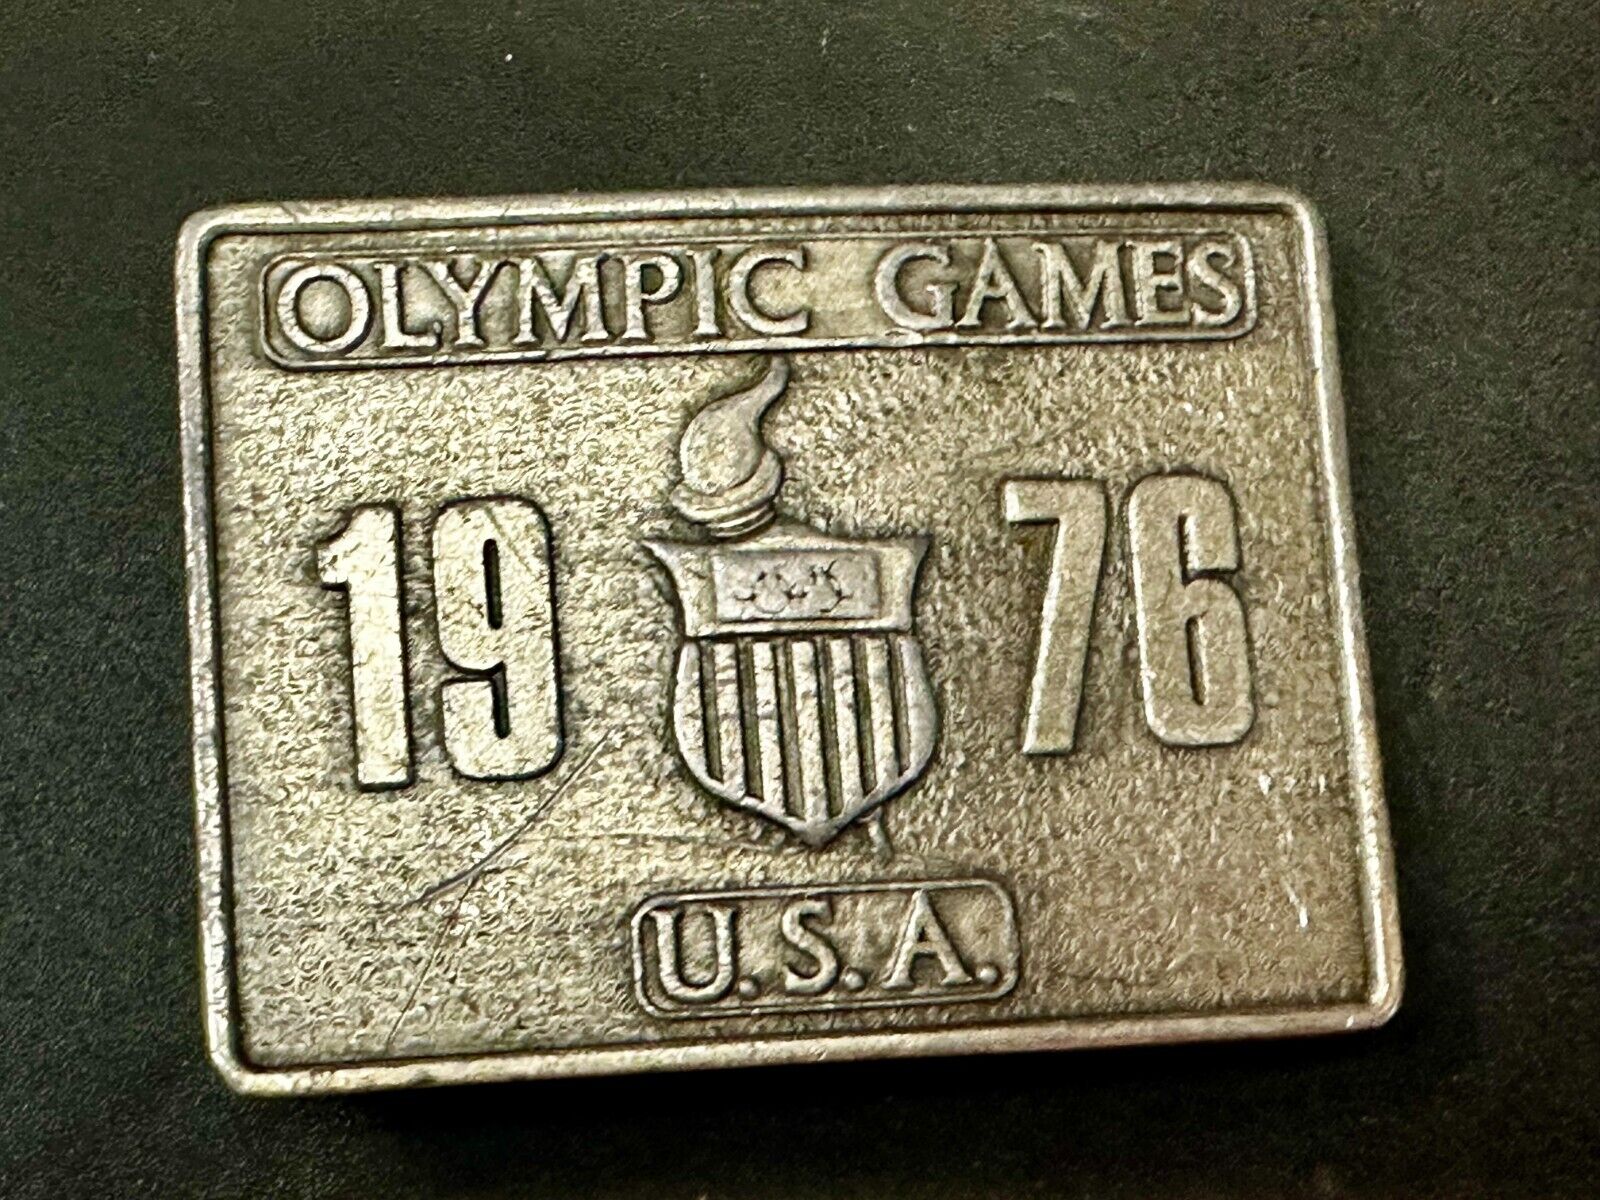 OLYMPIC GAMES
19 76
U.S.A.